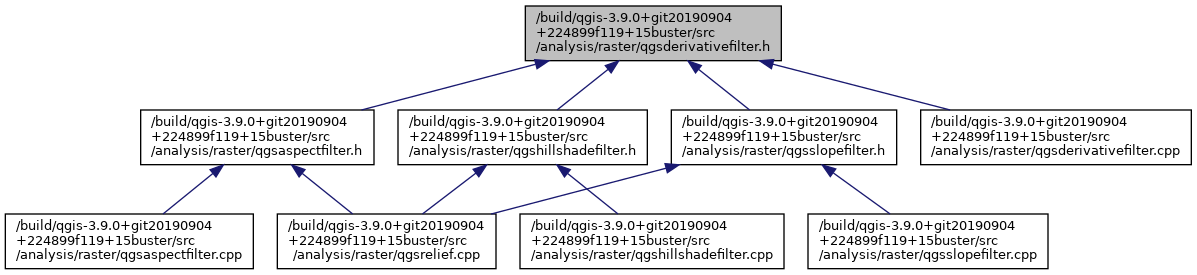 /build/qgis-3.9.0+git20190904
+224899f119+15buster/src
/analysis/raster/qgsderivativefilter.h
/build/qgis-3.9.0+git20190904
+224899f119+15buster/src
/analysis/raster/qgsaspectfilter.h
/build/qgis-3.9.0+git20190904
+224899f119+15buster/src
/analysis/raster/qgshillshadefilter.h
/build/qgis-3.9.0+git20190904
+224899f119+15buster/src
/analysis/raster/qgsslopefilter.h
/build/qgis-3.9.0+git20190904
+224899f119+15buster/src
/analysis/raster/qgsderivativefilter.cpp
/build/qgis-3.9.0+git20190904
+224899f119+15buster/src
/analysis/raster/qgsaspectfilter.cpp
/build/qgis-3.9.0+git20190904
+224899f119+15buster/src
/analysis/raster/qgsrelief.cpp
/build/qgis-3.9.0+git20190904
+224899f119+15buster/src
/analysis/raster/qgshillshadefilter.cpp
/build/qgis-3.9.0+git20190904
+224899f119+15buster/src
/analysis/raster/qgsslopefilter.cpp